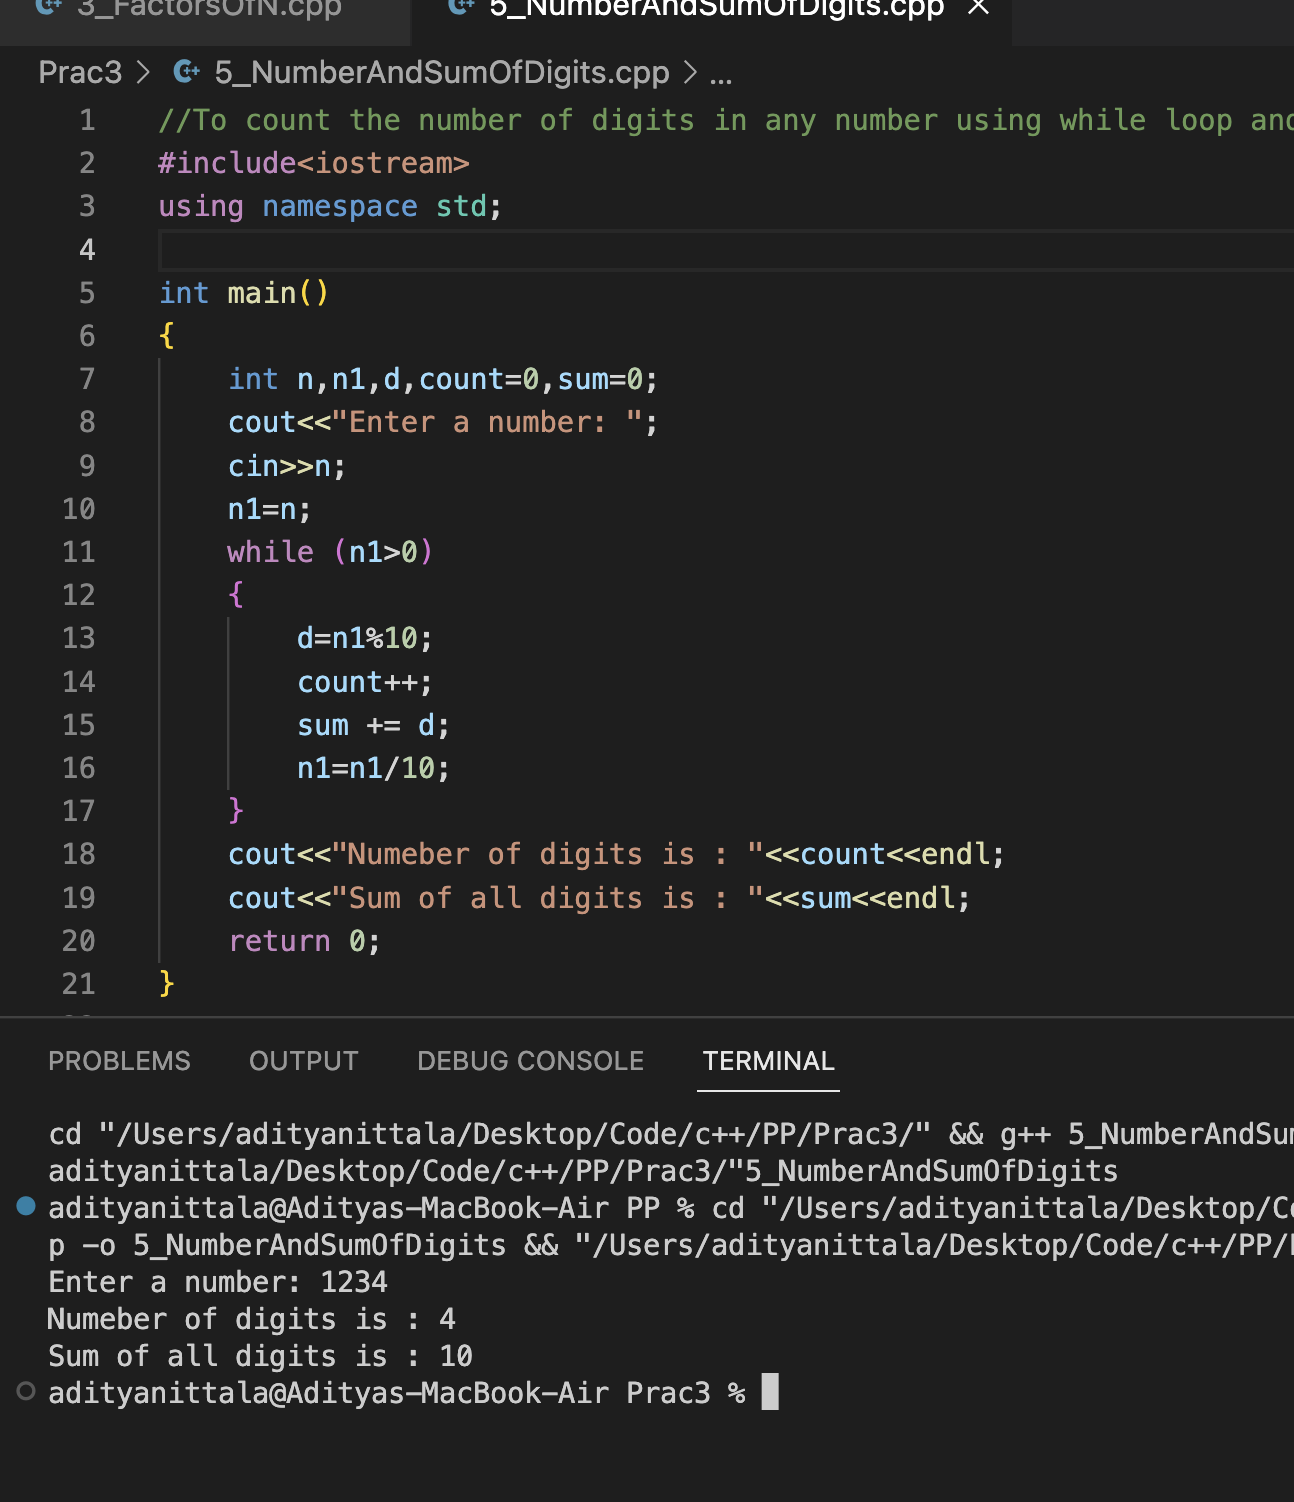 3_FactorsOfN.cpp 5_NumberAndSumOfDigits.cpp
Prac3 > 5_NumberAndSumOfDigits.cpp > ...
1 //To count the number of digits in any number using while loop and
2 #include<iostream>
3 using namespace std;
4
5 int main()
6 {
7 int n,n1,d,count=0,sum=0;
8 cout<<"Enter a number: ";
9 cin>>n;
10 n1=n;
11 while (n1>0)
12 {
13 d=n1%10;
14 count++;
15 sum += d;
16 n1=n1/10;
17 }
18 cout<<"Numeber of digits is : "<<count<<endl;
19 cout<<"Sum of all digits is : "<<sum<<endl;
20 return 0;
21 }
PROBLEMS OUTPUT DEBUG CONSOLE TERMINAL
cd "/Users/adityanittala/Desktop/Code/c++/PP/Prac3/" && g++ 5_NumberAndSu
adityanittala/Desktop/Code/c++/PP/Prac3/"5_NumberAndSumOfDigits
adityanittala@Adityas-MacBook-Air PP % cd "/Users/adityanittala/Desktop/C
p -o 5_NumberAndSumOfDigits && "/Users/adityanittala/Desktop/Code/c++/PP/
Enter a number: 1234
Numeber of digits is : 4
Sum of all digits is : 10
adityanittala@Adityas-MacBook-Air Prac3 %